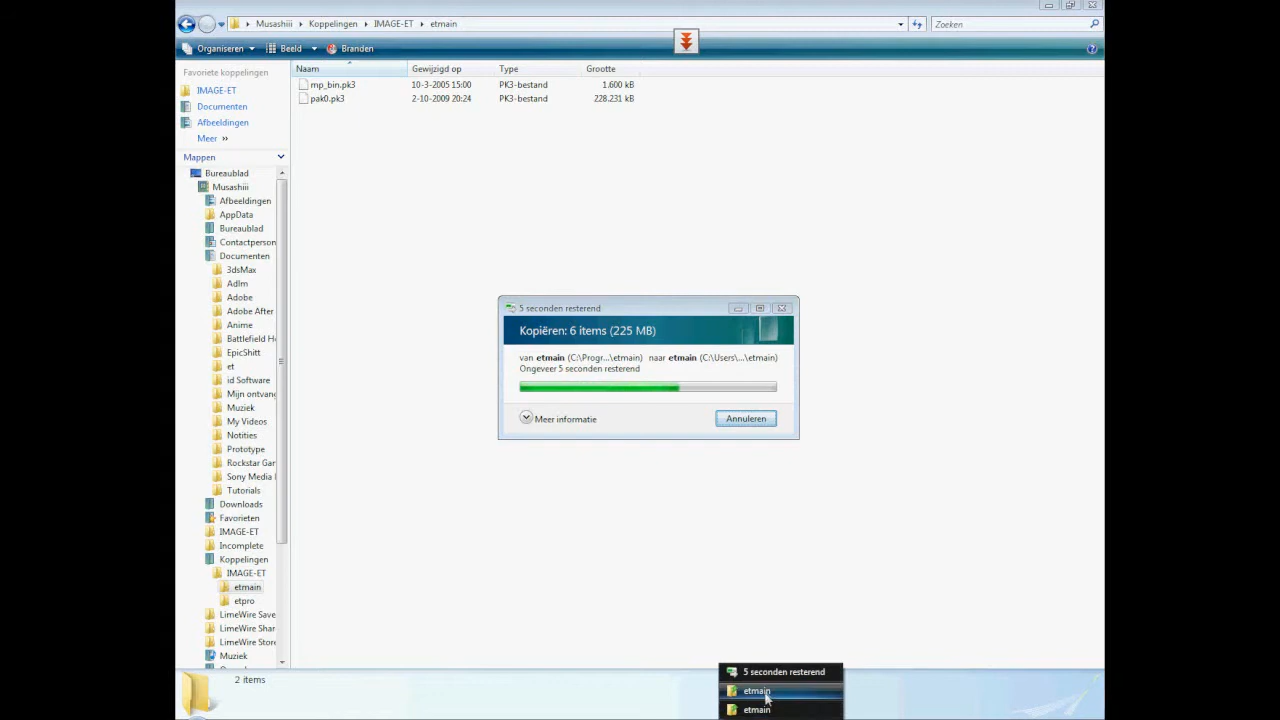 Musashiii ▸ Koppelingen ▸ IMAGE-ET ▸ etmain
Zoeken
Organiseren
Beeld
Branden
Favoriete koppelingen
IMAGE-ET
Documenten
Afbeeldingen
Meer »
Mappen
Bureaublad
Musashiii
Afbeeldingen
AppData
Bureaublad
Contactperson
Documenten
3dsMax
Adlm
Adobe
Adobe After
Anime
Battlefield He
EpicShitt
et
id Software
Mijn ontvang
Muziek
My Videos
Notities
Prototype
Rockstar Gar
Sony Media
Tutorials
Downloads
Favorieten
IMAGE-ET
Incomplete
Koppelingen
IMAGE-ET
etmain
etpro
LimeWire Save
LimeWire Shar
LimeWire Store
Muziek
Naam Gewijzigd op Type Grootte
mp_bin.pk3 10-3-2005 15:00 PK3-bestand 1.600 kB
pak0.pk3 2-10-2009 20:24 PK3-bestand 228.231 kB
5 seconden resterend
Kopiëren: 6 items (225 MB)
van etmain (C:\Progr...\etmain) naar etmain (C:\Users\...\etmain)
Ongeveer 5 seconden resterend
Meer informatie
Annuleren
2 items
5 seconden resterend
etmain
etmain